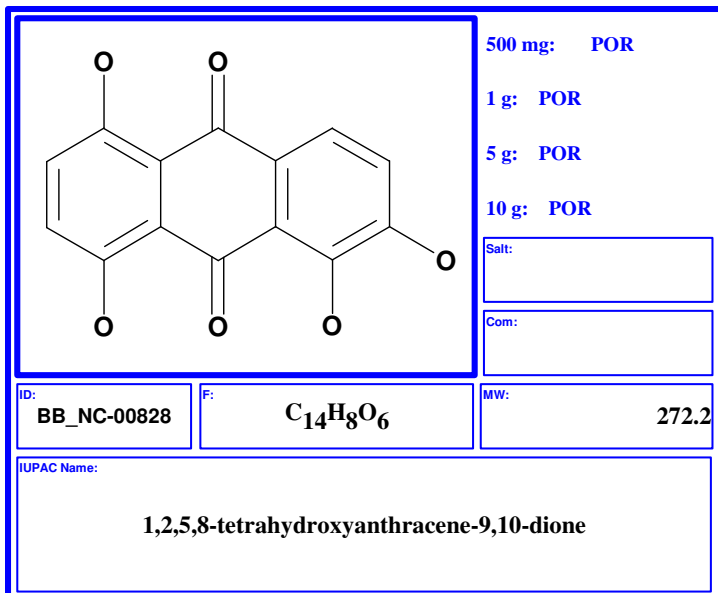 500 mg: POR
1 g: POR
5 g: POR
10 g: POR
O O
O
O O O
Salt:
Com:
ID:
BB_NC-00828
F:
C14H8O6
MW:
272.2
IUPAC Name:
1,2,5,8-tetrahydroxyanthracene-9,10-dione